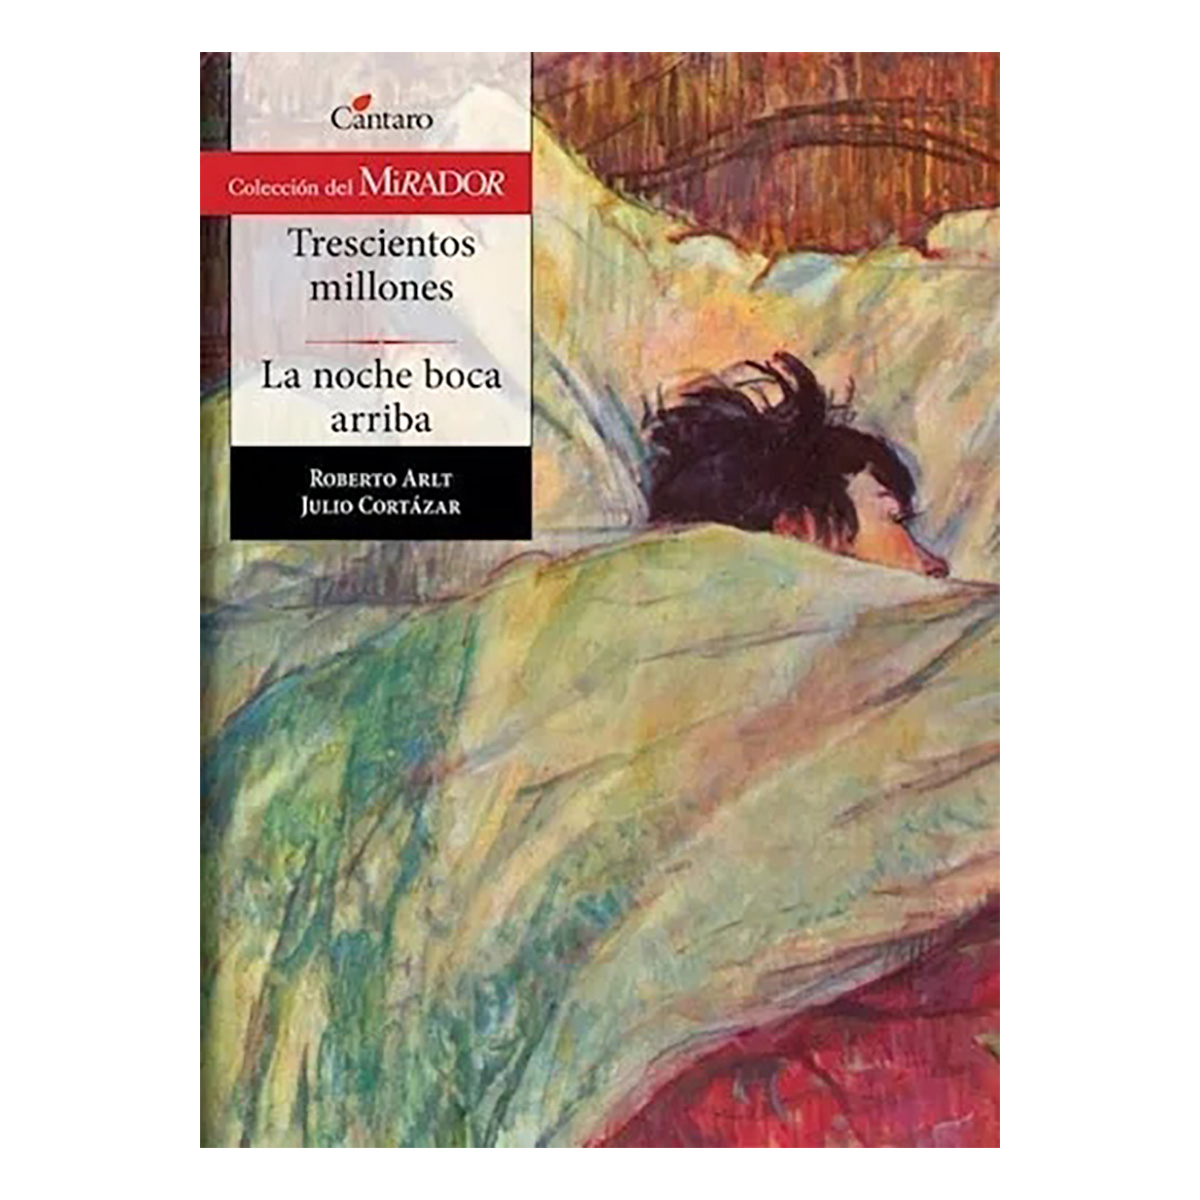 Cántaro
Colección del MiRADOR
Trescientos
millones
La noche boca
arriba
ROBERTO ARLT
JULIO CORTÁZAR